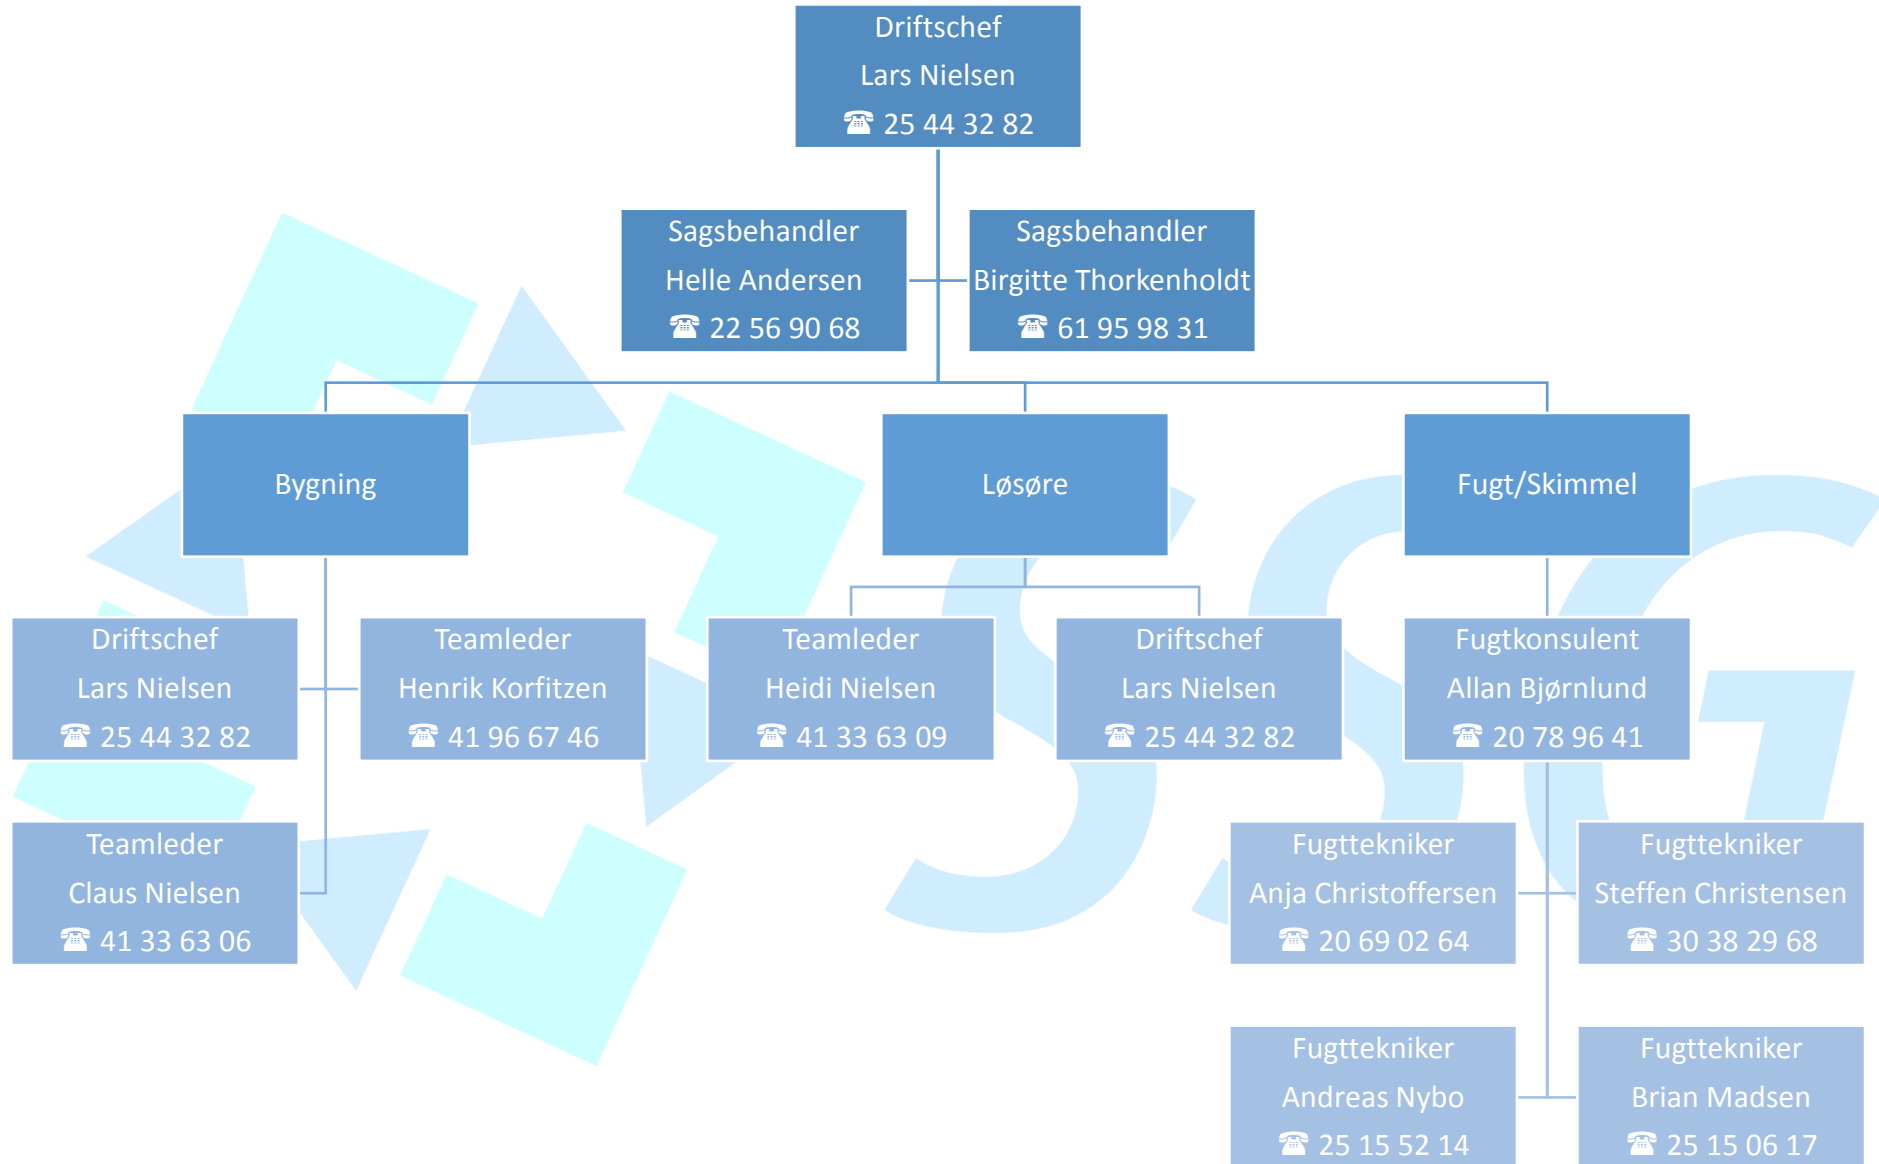 Driftschef
Lars Nielsen
☎ 25 44 32 82
Sagsbehandler
Helle Andersen
☎ 22 56 90 68
Sagsbehandler
Birgitte Thorkenholdt
☎ 61 95 98 31
Bygning
Løsøre
Fugt/Skimmel
Driftschef
Lars Nielsen
☎ 25 44 32 82
Teamleder
Henrik Korfitzen
☎ 41 96 67 46
Teamleder
Heidi Nielsen
☎ 41 33 63 09
Driftschef
Lars Nielsen
☎ 25 44 32 82
Fugtkonsulent
Allan Bjørnlund
☎ 20 78 96 41
Teamleder
Claus Nielsen
☎ 41 33 63 06
Fugttekniker
Anja Christoffersen
☎ 20 69 02 64
Fugttekniker
Steffen Christensen
☎ 30 38 29 68
Fugttekniker
Andreas Nybo
☎ 25 15 52 14
Fugttekniker
Brian Madsen
☎ 25 15 06 17
SSG